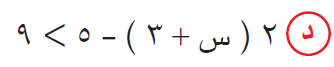 د ٢ ( س + ٣ ) – ٥ > ٩